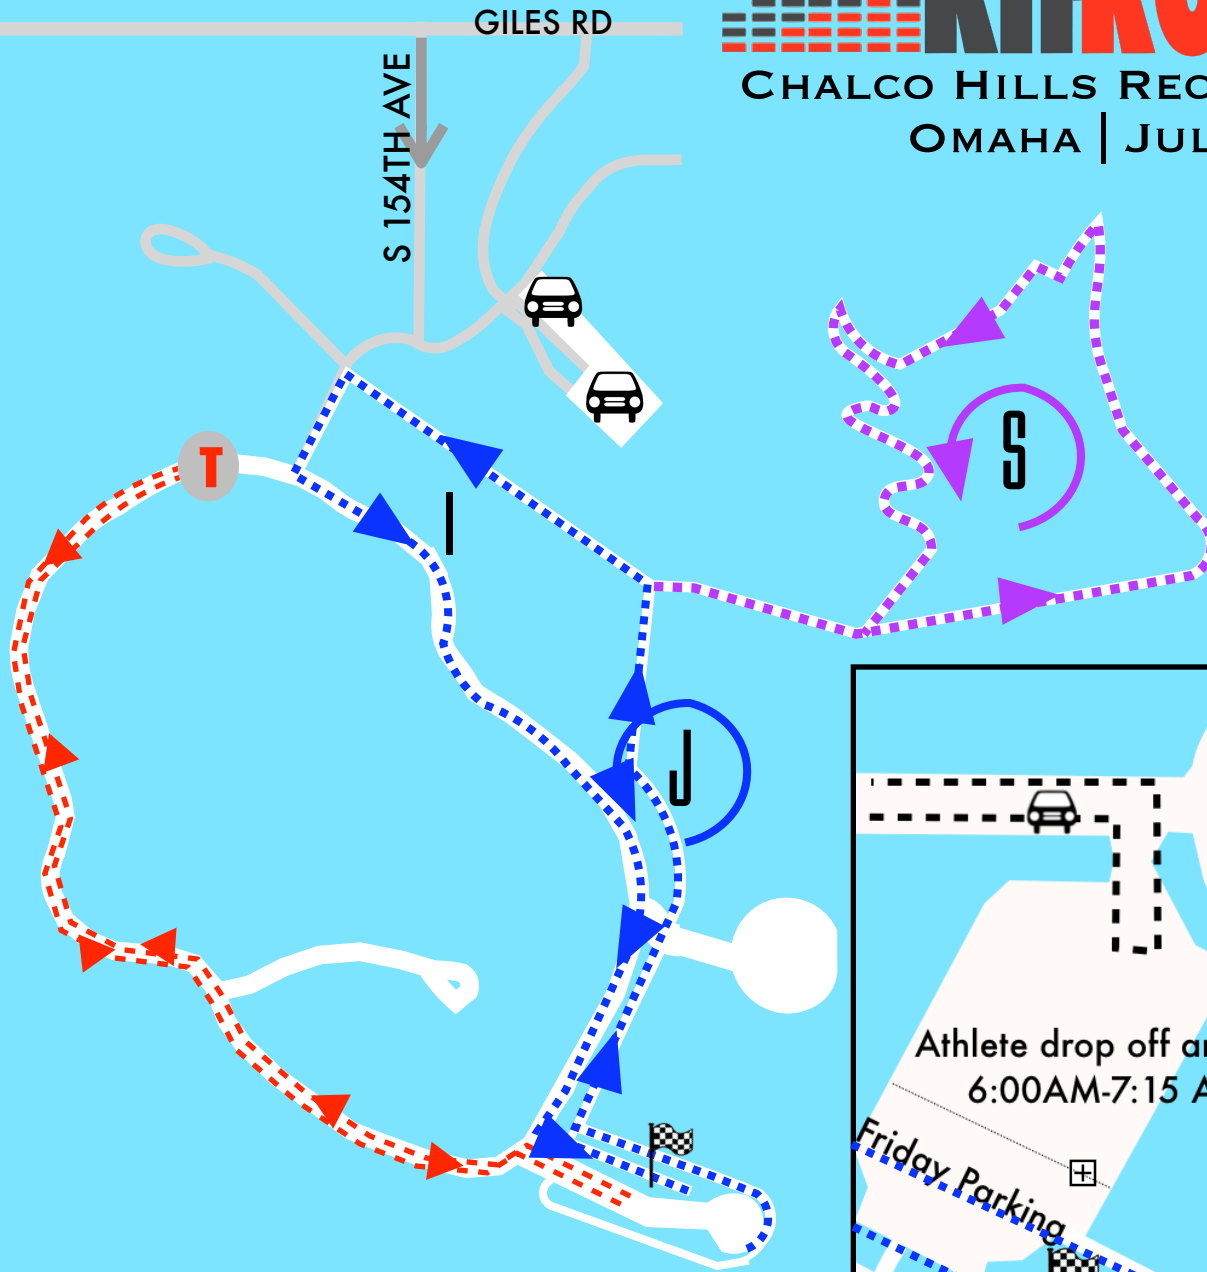 GILES RD
CHALCO HILLS REC
OMAHA | JUL
S 154TH AVE
S
T
I
J
Athlete drop off a
6:00AM-7:15 A
Friday Parking